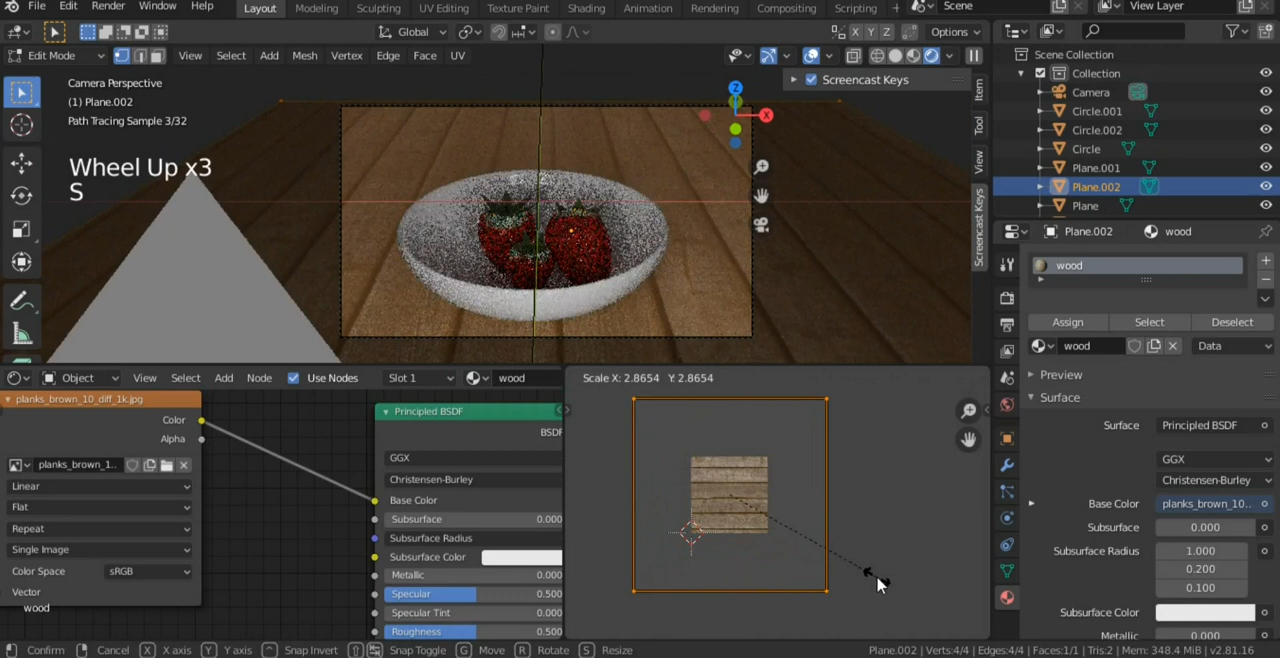 File Edit Render Window Help Layout Modeling Sculpting UV Editing Texture Paint Shading Animation Rendering Compositing Scripting + Scene View Layer
Global X Y Z Options
Edit Mode View Select Add Mesh Vertex Edge Face UV
Camera Perspective
(1) Plane.002
Path Tracing Sample 3/32
Wheel Up x3
S
Screencast Keys
Z
X
Item
Tool
View
Screencast Keys
Scene Collection
Collection
Camera
Circle.001
Circle.002
Circle
Plane.001
Plane.002
Plane
Plane.002 wood
wood
Assign Select Deselect
wood Data
Preview
Surface
Surface Principled BSDF
GGX
Christensen-Burley
Base Color planks_brown_10..
Subsurface 0.000
Subsurface Radius 1.000
0.200
0.100
Subsurface Color
Metallic 0.000
Object View Select Add Node Use Nodes Slot 1 wood
planks_brown_10_diff_1k.jpg
Color
Alpha
planks_brown_1..
Linear
Flat
Repeat
Single Image
Color Space sRGB
Vector
wood
Principled BSDF
BSDF
GGX
Christensen-Burley
Base Color
Subsurface 0.000
Subsurface Radius
Subsurface Color
Metallic 0.000
Specular 0.500
Specular Tint 0.000
Roughness 0.500
Scale X: 2.8654 Y: 2.8654
Confirm Cancel X X axis Y Y axis Snap Invert Snap Toggle G Move R Rotate S Resize Plane.002 | Verts:4/4 | Edges:4/4 | Faces:1/1 | Tris:2 | Mem: 348.4 MiB | v2.81.16